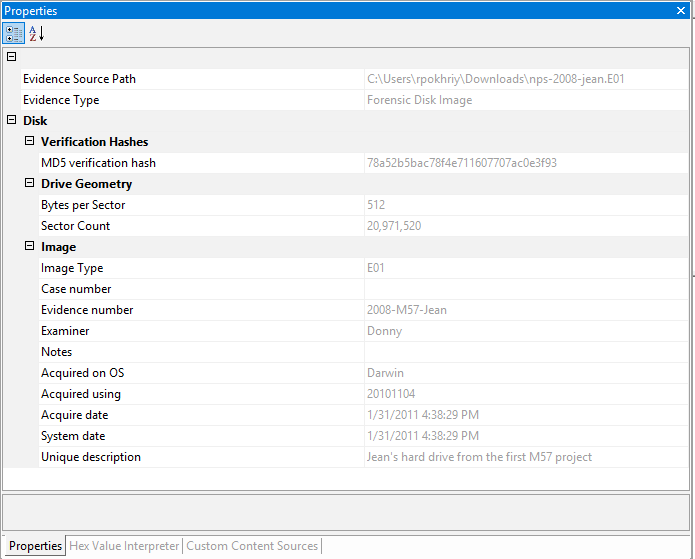 Properties
Evidence Source Path C:\Users\rpokhriy\Downloads\nps-2008-jean.E01
Evidence Type Forensic Disk Image
Disk
Verification Hashes
MD5 verification hash 78a52b5bac78f4e711607707ac0e3f93
Drive Geometry
Bytes per Sector 512
Sector Count 20,971,520
Image
Image Type E01
Case number
Evidence number 2008-M57-Jean
Examiner Donny
Notes
Acquired on OS Darwin
Acquired using 20101104
Acquire date 1/31/2011 4:38:29 PM
System date 1/31/2011 4:38:29 PM
Unique description Jean's hard drive from the first M57 project
Properties Hex Value Interpreter Custom Content Sources